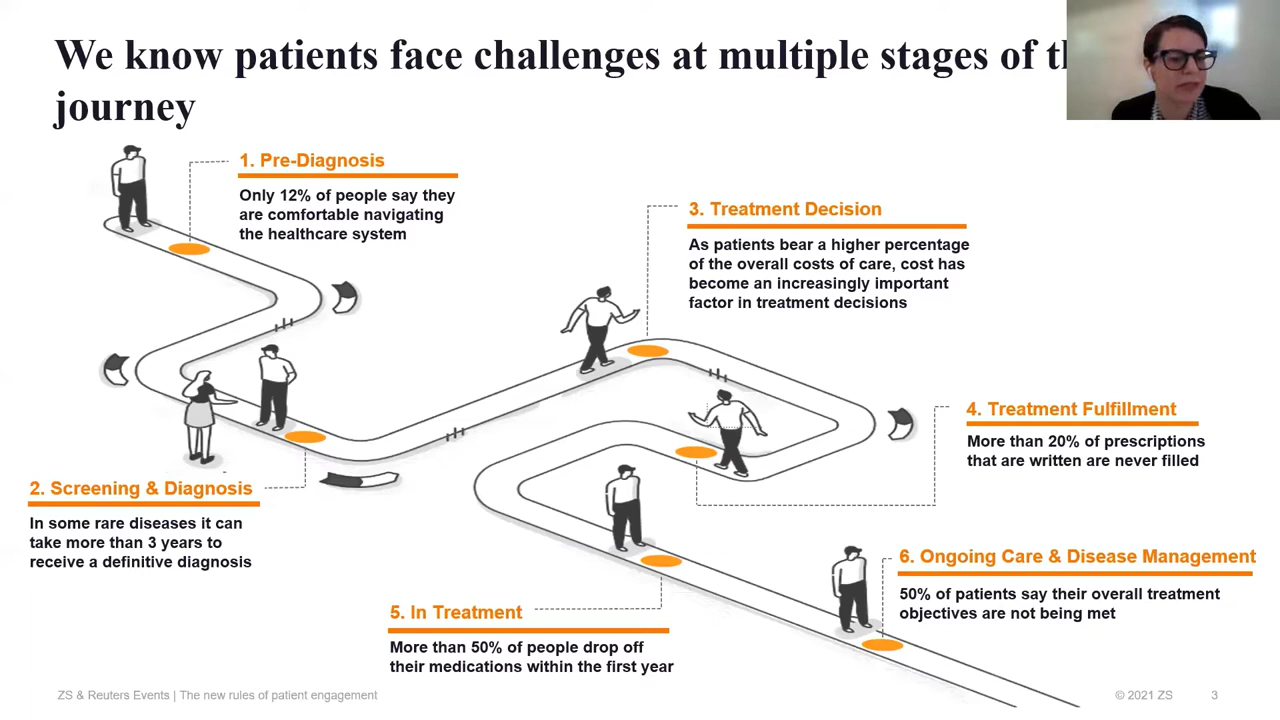 We know patients face challenges at multiple stages of
journey
1. Pre-Diagnosis
Only 12% of people say they
are comfortable navigating
the healthcare system
2. Screening & Diagnosis
In some rare diseases it can
take more than 3 years to
receive a definitive diagnosis
3. Treatment Decision
As patients bear a higher percentage
of the overall costs of care, cost has
become an increasingly important
factor in treatment decisions
4. Treatment Fulfillment
More than 20% of prescriptions
that are written are never filled
5. In Treatment
More than 50% of people drop off
their medications within the first year
6. Ongoing Care & Disease Management
50% of patients say their overall treatment
objectives are not being met
ZS & Reuters Events | The new rules of patient engagement
© 2021 ZS 3